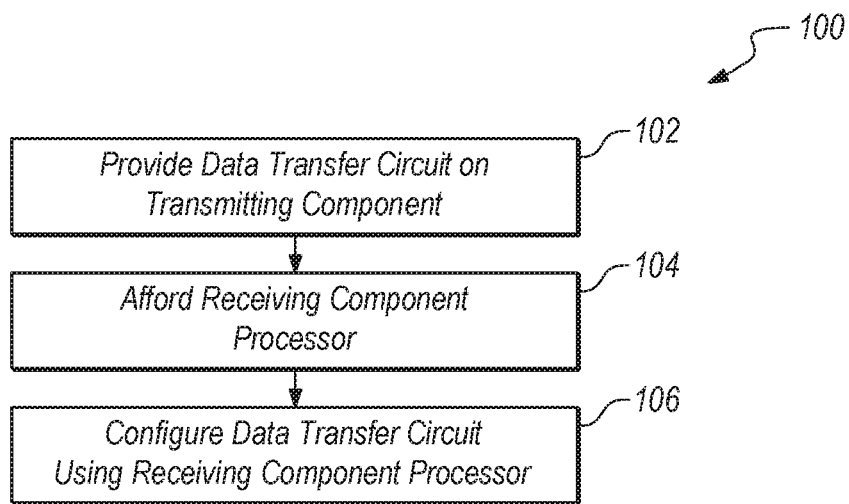 100
102
Provide Data Transfer Circuit on
Transmitting Component
104
Afford Receiving Component
Processor
106
Configure Data Transfer Circuit
Using Receiving Component Processor